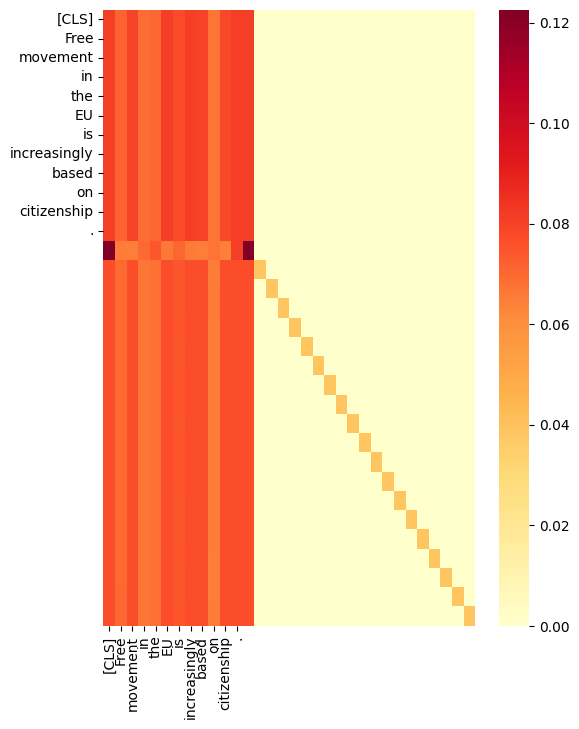 [CLS]
Free
movement
in
the
EU
is
increasingly
based
on
citizenship
.
0.12
0.10
0.08
0.06
0.04
0.02
0.00
[CLS]
Free
movement
in
the
EU
is
increasingly
based
on
citizenship
.